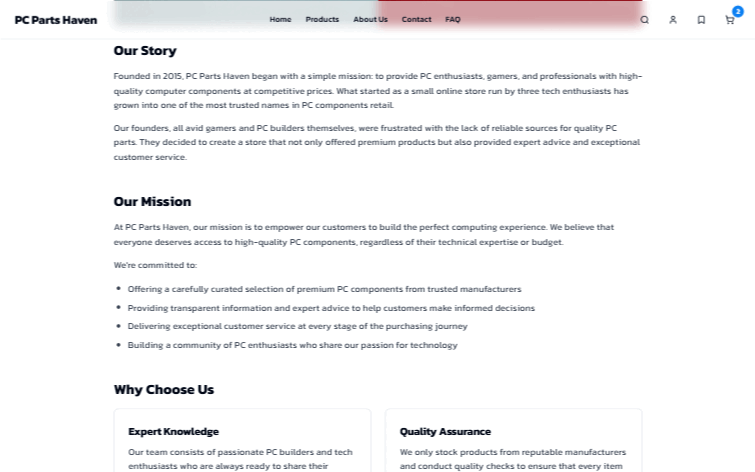 PC Parts Haven
Home Products About Us Contact FAQ
2
Our Story
Founded in 2015, PC Parts Haven began with a simple mission: to provide PC enthusiasts, gamers, and professionals with high-
quality computer components at competitive prices. What started as a small online store run by three tech enthusiasts has
grown into one of the most trusted names in PC components retail.
Our founders, all avid gamers and PC builders themselves, were frustrated with the lack of reliable sources for quality PC
parts. They decided to create a store that not only offered premium products but also provided expert advice and exceptional
customer service.
Our Mission
At PC Parts Haven, our mission is to empower our customers to build the perfect computing experience. We believe that
everyone deserves access to high-quality PC components, regardless of their technical expertise or budget.
We're committed to:
• Offering a carefully curated selection of premium PC components from trusted manufacturers
• Providing transparent information and expert advice to help customers make informed decisions
• Delivering exceptional customer service at every stage of the purchasing journey
• Building a community of PC enthusiasts who share our passion for technology
Why Choose Us
Expert Knowledge
Our team consists of passionate PC builders and tech
enthusiasts who are always ready to share their
Quality Assurance
We only stock products from reputable manufacturers
and conduct quality checks to ensure that every item